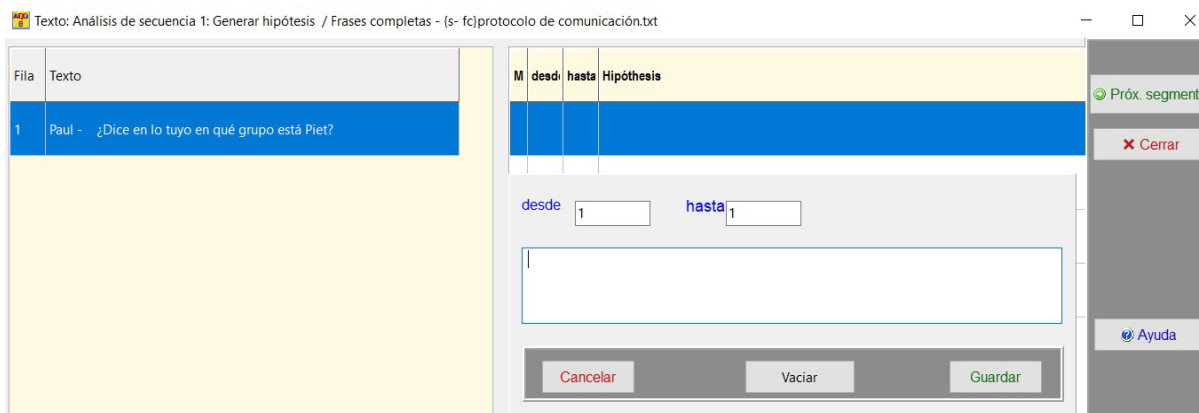 Texto: Análisis de secuencia 1: Generar hipótesis / Frases completas - {s- fc}protocolo de comunicación.txt
Fila Texto
M desde hasta Hipóthesis
Próx. segment
1 Paul - ¿Dice en lo tuyo en qué grupo está Piet?
Cerrar
desde 1 hasta 1
Ayuda
Cancelar Vaciar Guardar